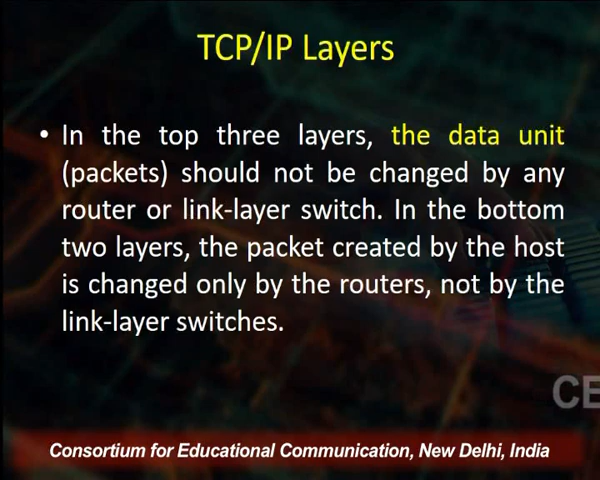 TCP/IP Layers
• In the top three layers, the data unit
(packets) should not be changed by any
router or link-layer switch. In the bottom
two layers, the packet created by the host
is changed only by the routers, not by the
link-layer switches.
CE
Consortium for Educational Communication, New Delhi, India